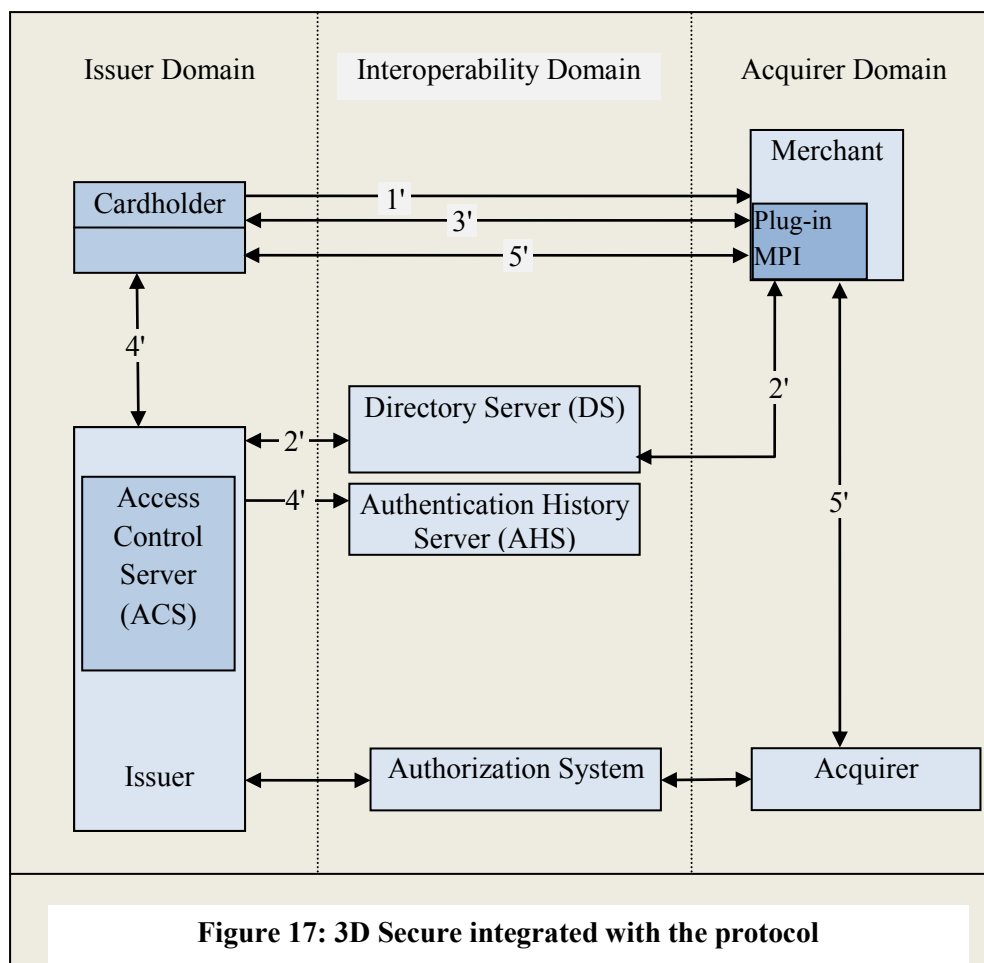 Issuer Domain
Interoperability Domain
Acquirer Domain
Merchant
Cardholder
1'
3'
Plug-in
MPI
5'
4'
2'
Directory Server (DS)
2'
4'
Authentication History
Server (AHS)
Access
Control
Server
(ACS)
5'
Issuer
Authorization System
Acquirer
Figure 17: 3D Secure integrated with the protocol